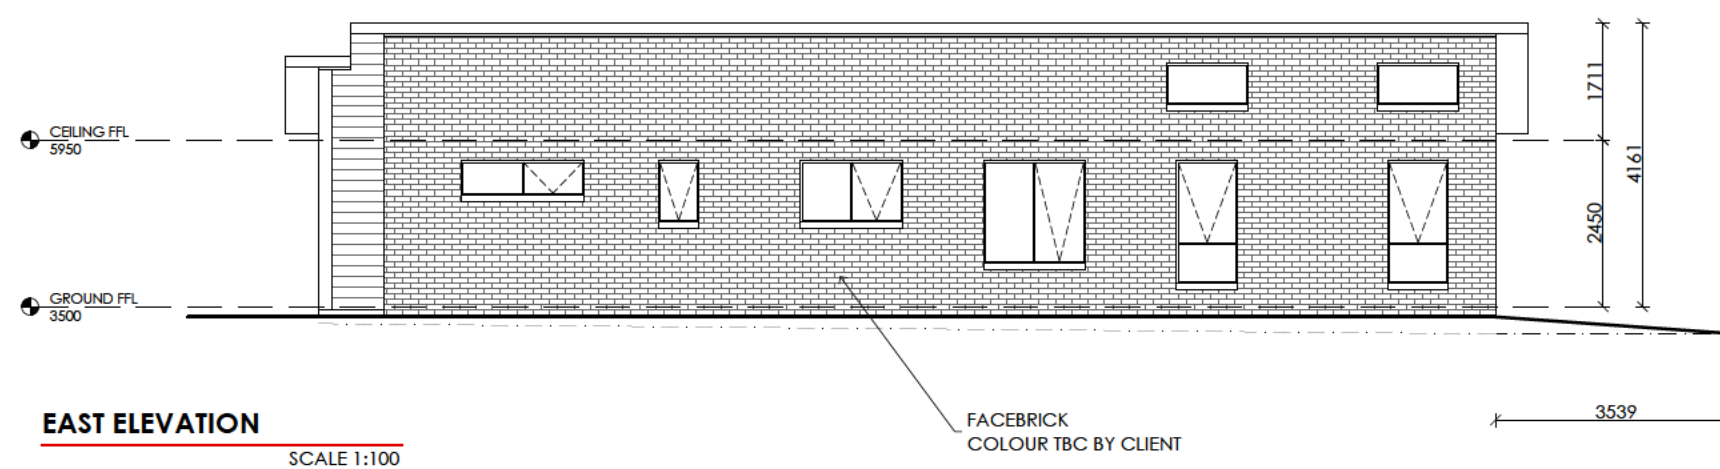 CEILING FFL
5950
GROUND FFL
3500
1711
4161
2450
3539
FACEBRICK
COLOUR TBC BY CLIENT
EAST ELEVATION
SCALE 1:100